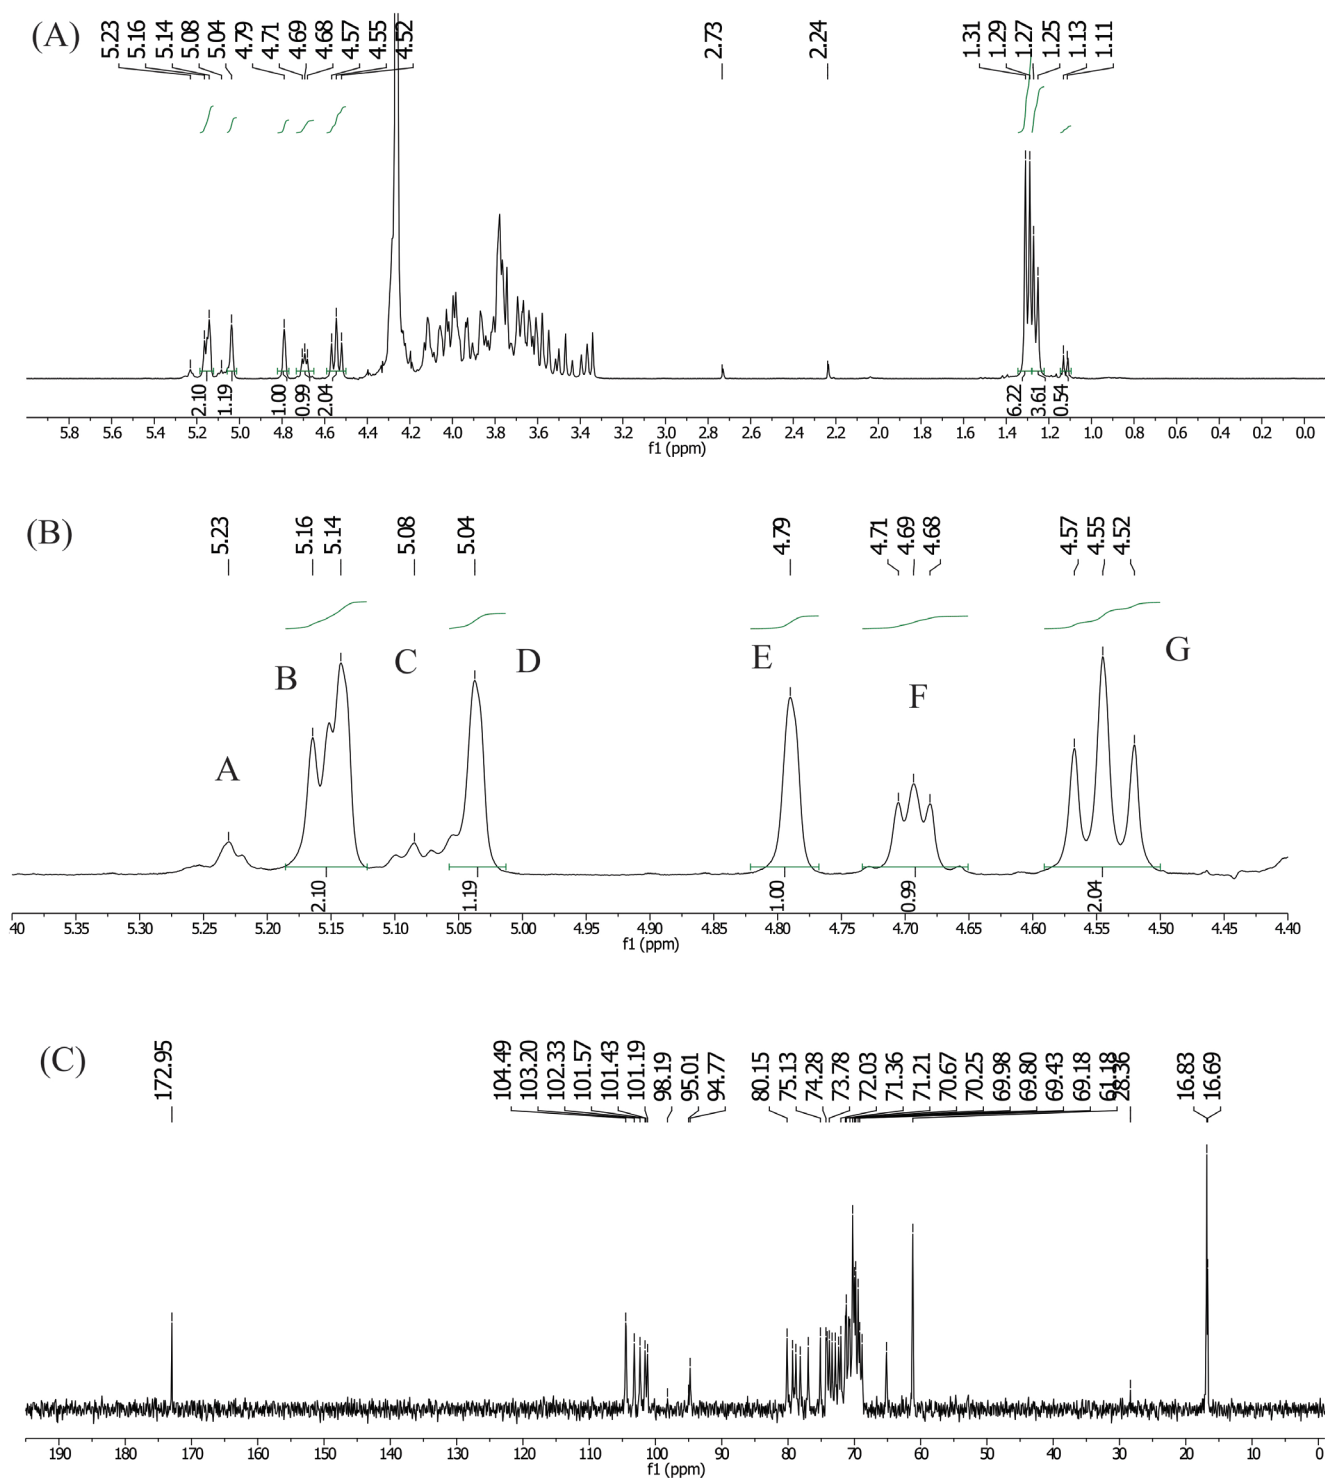 (A)
5.23 5.16 5.14 5.08 5.04 4.79 4.71 4.69 4.68 4.57 4.55 4.52 2.73 2.24 1.31 1.29 1.27 1.25 1.13 1.11
2.10 1.19 1.00 0.99 2.04 6.22 3.61 0.54
5.8 5.6 5.4 5.2 5.0 4.8 4.6 4.4 4.2 4.0 3.8 3.6 3.4 3.2 3.0 2.8 2.6 2.4 2.2 2.0 1.8 1.6 1.4 1.2 1.0 0.8 0.6 0.4 0.2 0.0
f1 (ppm)
(B)
5.23 5.16 5.14 5.08 5.04 4.79 4.71 4.69 4.68 4.57 4.55 4.52
A B C D E F G
2.10 1.19 1.00 0.99 2.04
40 5.35 5.30 5.25 5.20 5.15 5.10 5.05 5.00 4.95 4.90 4.85 4.80 4.75 4.70 4.65 4.60 4.55 4.50 4.45 4.40
f1 (ppm)
(C)
172.95 104.49 103.20 102.33 101.57 101.43 101.19 98.19 95.01 94.77 80.15 75.13 74.28 73.78 72.03 71.36 71.21 70.67 70.25 69.98 69.80 69.43 69.18 61.18 28.36 16.83 16.69
190 180 170 160 150 140 130 120 110 100 90 80 70 60 50 40 30 20 10 0
f1 (ppm)